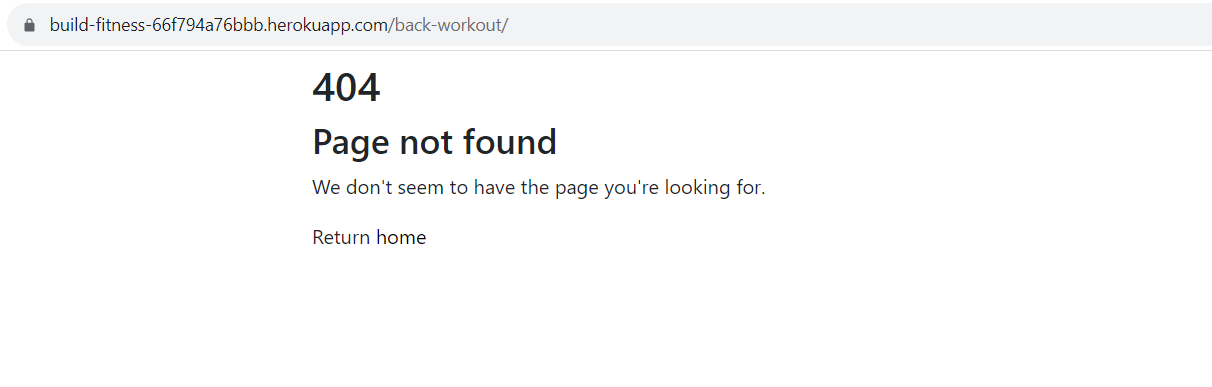 build-fitness-66f794a76bbb.herokuapp.com/back-workout/
404
Page not found
We don't seem to have the page you're looking for.
Return home